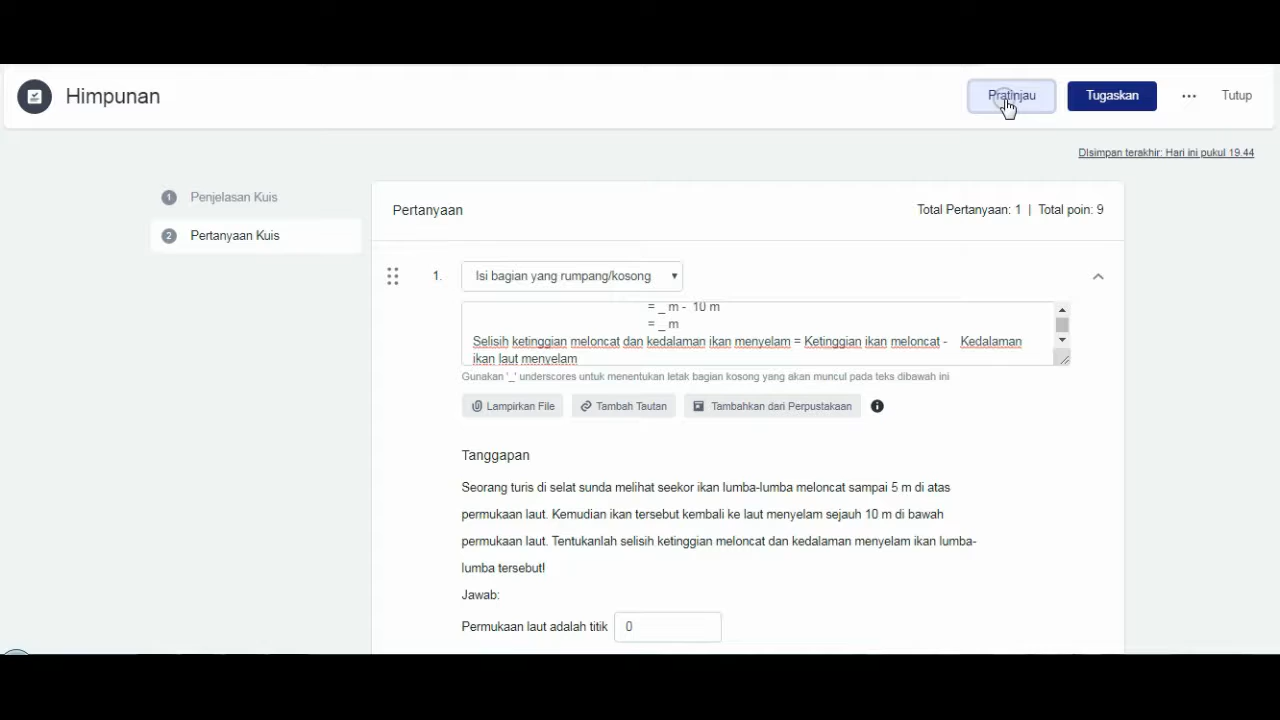 Himpunan
Pratinjau
Tugaskan
Tutup
DIsimpan terakhir: Hari ini pukul 19.44
1 Penjelasan Kuis
2 Pertanyaan Kuis
Pertanyaan
Total Pertanyaan: 1 | Total poin: 9
1. Isi bagian yang rumpang/kosong
= _ m - 10 m
= _ m
Selisih ketinggian meloncat dan kedalaman ikan menyelam = Ketinggian ikan meloncat - Kedalaman
ikan laut menyelam
Gunakan '_' underscores untuk menentukan letak bagian kosong yang akan muncul pada teks dibawah ini
Lampirkan File
Tambah Tautan
Tambahkan dari Perpustakaan
Tanggapan
Seorang turis di selat sunda melihat seekor ikan lumba-lumba meloncat sampai 5 m di atas
permukaan laut. Kemudian ikan tersebut kembali ke laut menyelam sejauh 10 m di bawah
permukaan laut. Tentukanlah selisih ketinggian meloncat dan kedalaman menyelam ikan lumba-
lumba tersebut!
Jawab:
Permukaan laut adalah titik 0